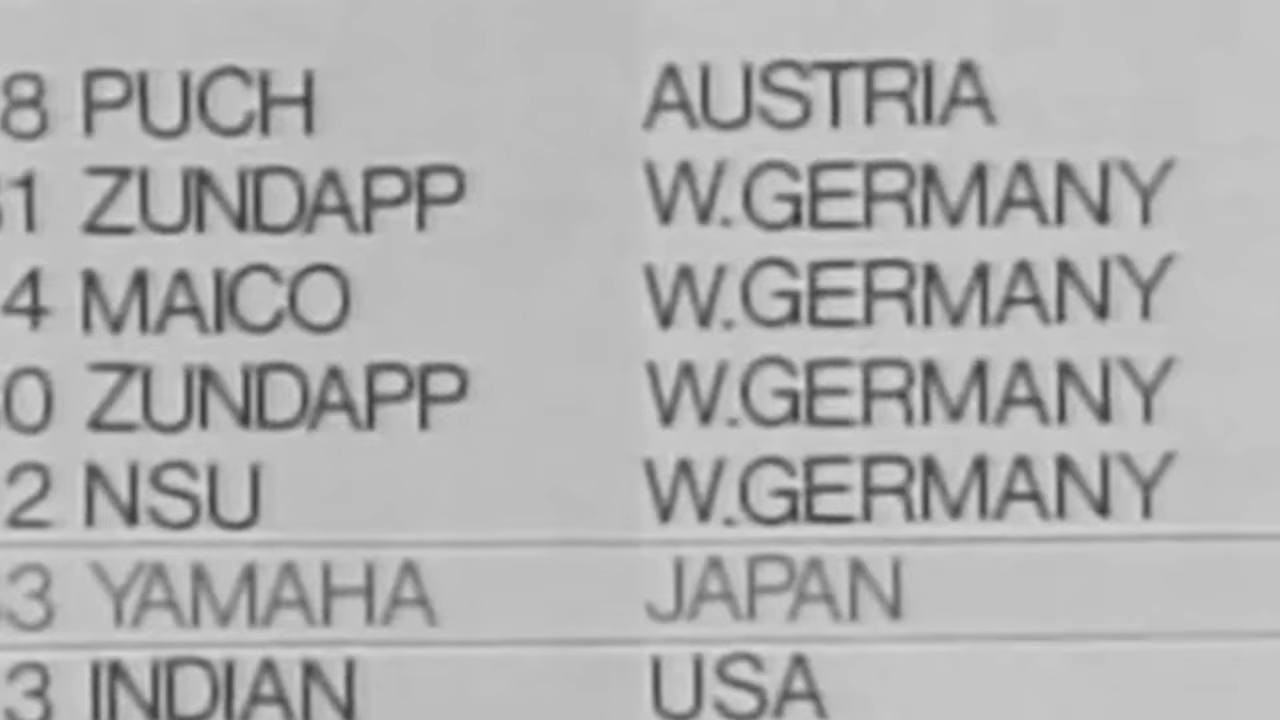 8 PUCH AUSTRIA
1 ZUNDAPP W.GERMANY
4 MAICO W.GERMANY
0 ZUNDAPP W.GERMANY
2 NSU W.GERMANY
3 YAMAHA JAPAN
3 INDIAN USA